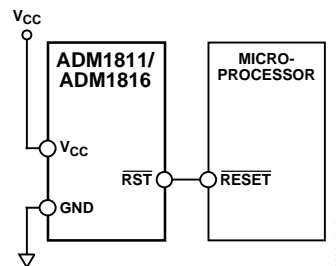 VCC
ADM1811/
ADM1816
MICRO-
PROCESSOR
VCC
RST
RESET
GND